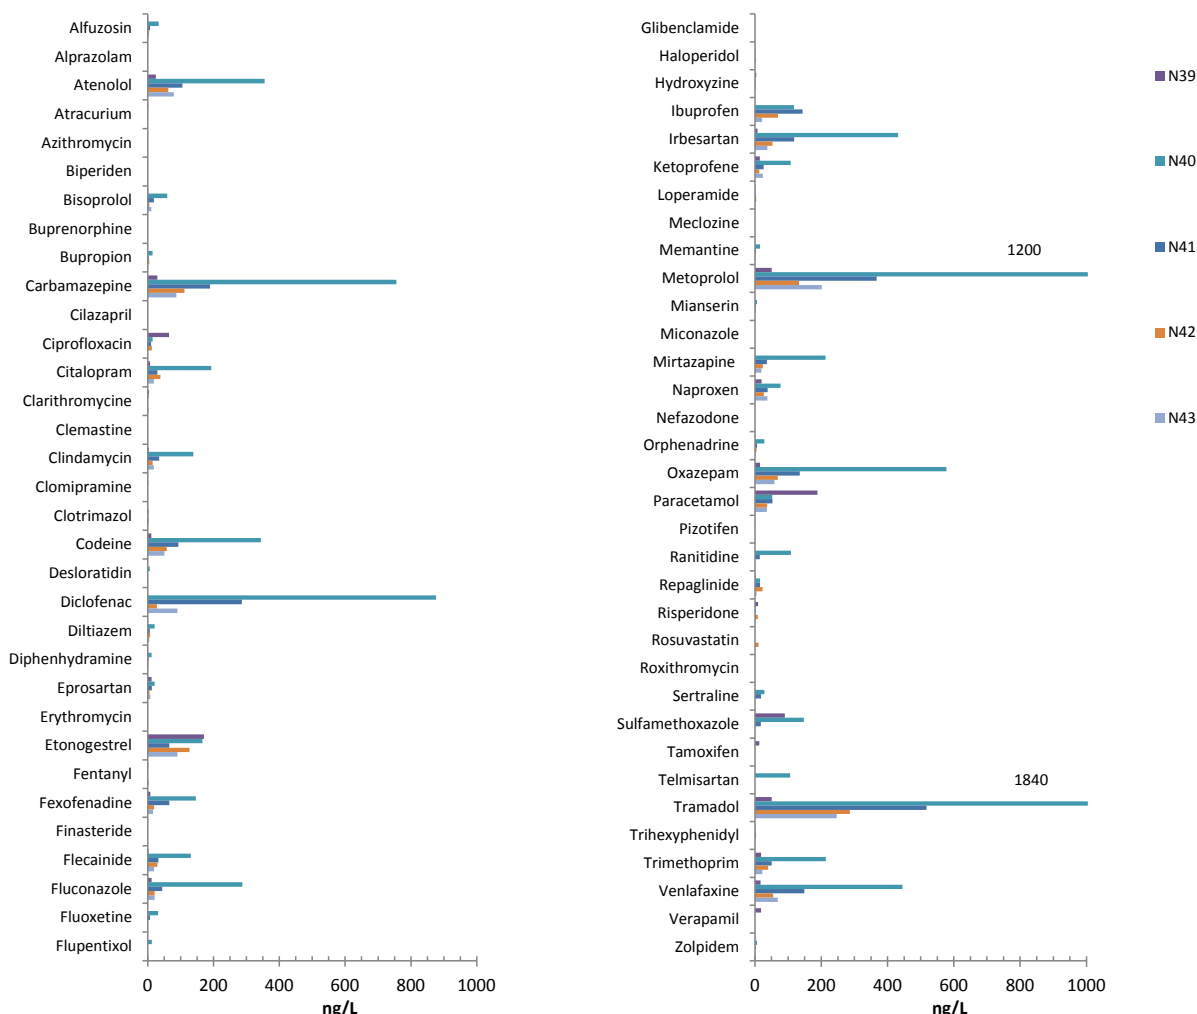 Alfuzosin
Alprazolam
Atenolol
Atracurium
Azithromycin
Biperiden
Bisoprolol
Buprenorphine
Bupropion
Carbamazepine
Cilazapril
Ciprofloxacin
Citalopram
Clarithromycine
Clemastine
Clindamycin
Clomipramine
Clotrimazol
Codeine
Desloratidin
Diclofenac
Diltiazem
Diphenhydramine
Eprosartan
Erythromycin
Etonogestrel
Fentanyl
Fexofenadine
Finasteride
Flecainide
Fluconazole
Fluoxetine
Flupentixol
0 200 400 600 800 1000
ng/L
Glibenclamide
Haloperidol
Hydroxyzine
Ibuprofen
Irbesartan
Ketoprofene
Loperamide
Meclozine
Memantine
1200
Metoprolol
Mianserin
Miconazole
Mirtazapine
Naproxen
Nefazodone
Orphenadrine
Oxazepam
Paracetamol
Pizotifen
Ranitidine
Repaglinide
Risperidone
Rosuvastatin
Roxithromycin
Sertraline
Sulfamethoxazole
Tamoxifen
Telmisartan
1840
Tramadol
Trihexyphenidyl
Trimethoprim
Venlafaxine
Verapamil
Zolpidem
0 200 400 600 800 1000
ng/L
N39
N40
N41
N42
N43